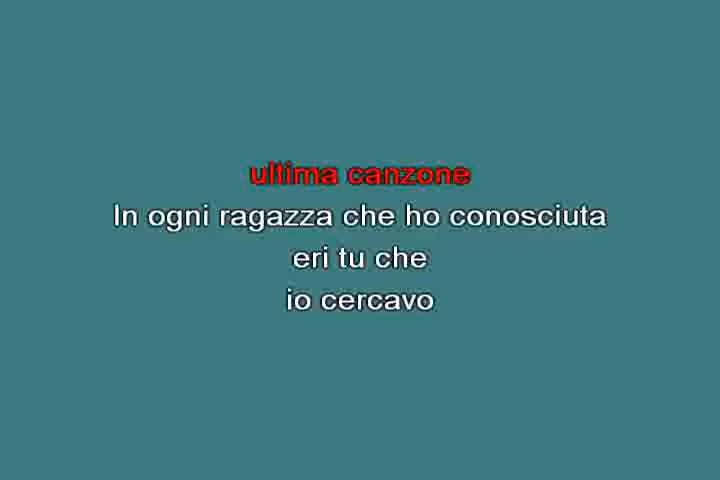 ultima canzone
In ogni ragazza che ho conosciuta
eri tu che
io cercavo